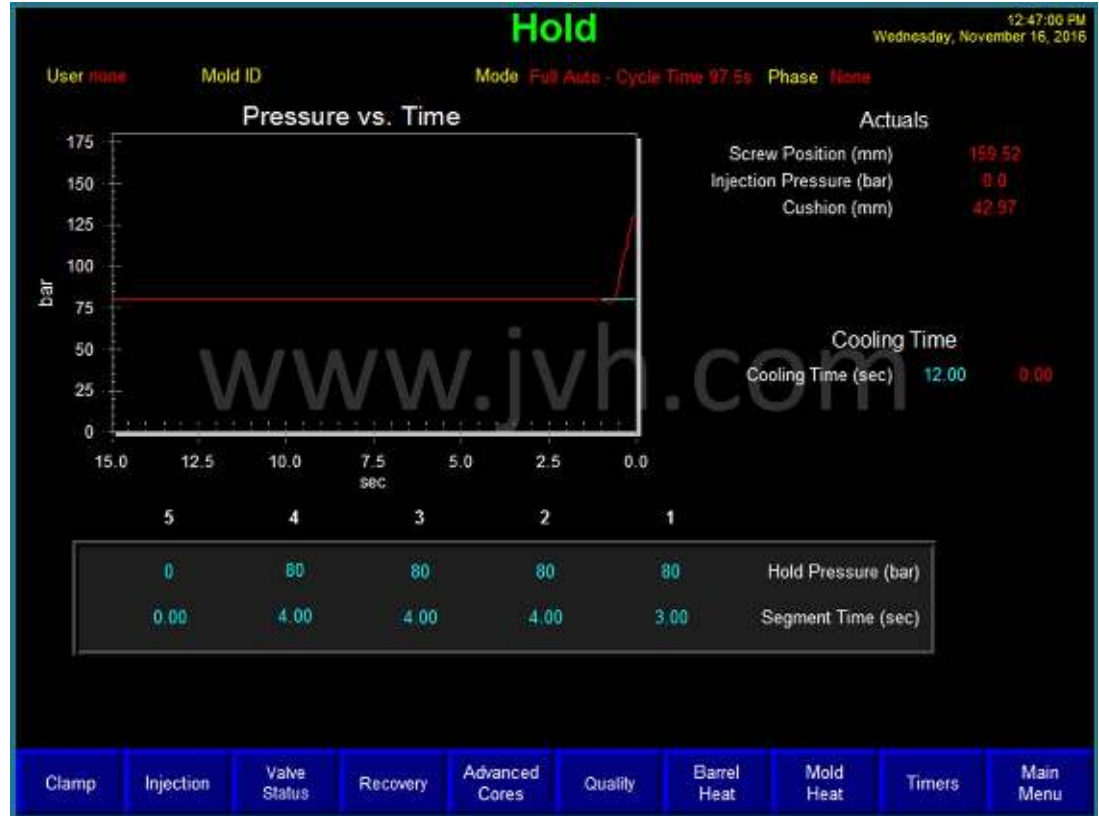 Hold
12:47:00 PM
Wednesday, November 16, 2016
User none Mold ID Mode Full Auto - Cycle Time 97.5s Phase None
Pressure vs. Time
Actuals
Screw Position (mm) 159.52
Injection Pressure (bar) 0.0
Cushion (mm) 42.97
175
150
125
100
75
50
25
0
bar
15.0 12.5 10.0 7.5 5.0 2.5 0.0
sec
Cooling Time
Cooling Time (sec) 12.00 0.00
www.jvh.com
5 4 3 2 1
0 80 80 80 80 Hold Pressure (bar)
0.00 4.00 4.00 4.00 3.00 Segment Time (sec)
Clamp Injection Valve Status Recovery Advanced Cores Quality Barrel Heat Mold Heat Timers Main Menu